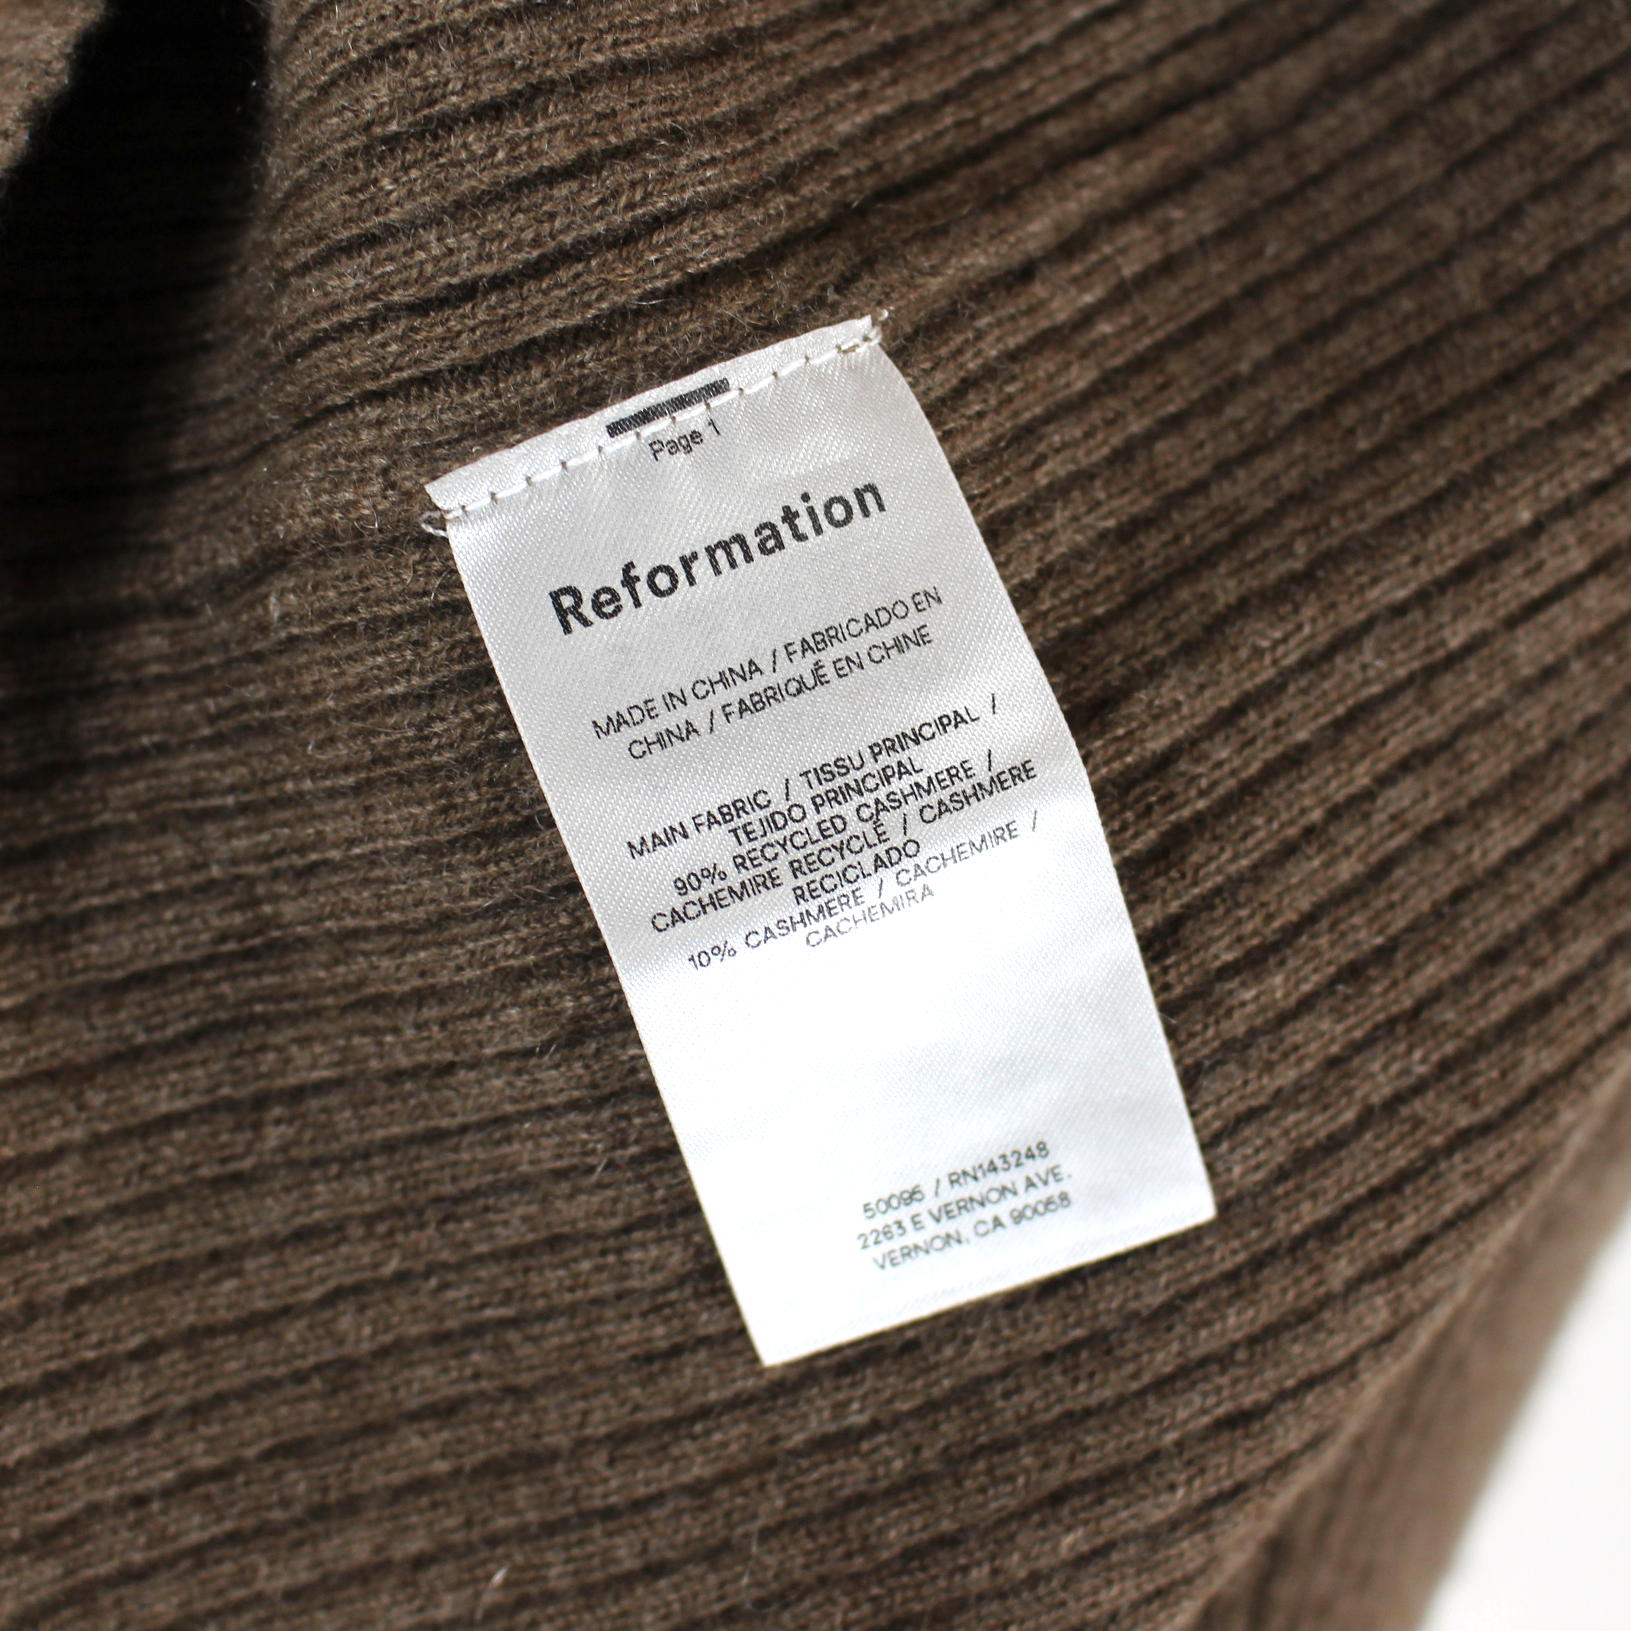 Page 1
Reformation
MADE IN CHINA / FABRICADO EN
CHINA / FABRIQUÉ EN CHINE
MAIN FABRIC / TISSU PRINCIPAL /
TEJIDO PRINCIPAL
90% RECYCLED CASHMERE /
CACHEMIRE RECYCLÉ / CASHMERE
RECICLADO
10% CASHMERE / CACHEMIRE /
CACHEMIRA
50095 / RN143248
2263 E VERNON AVE.
VERNON, CA 90058